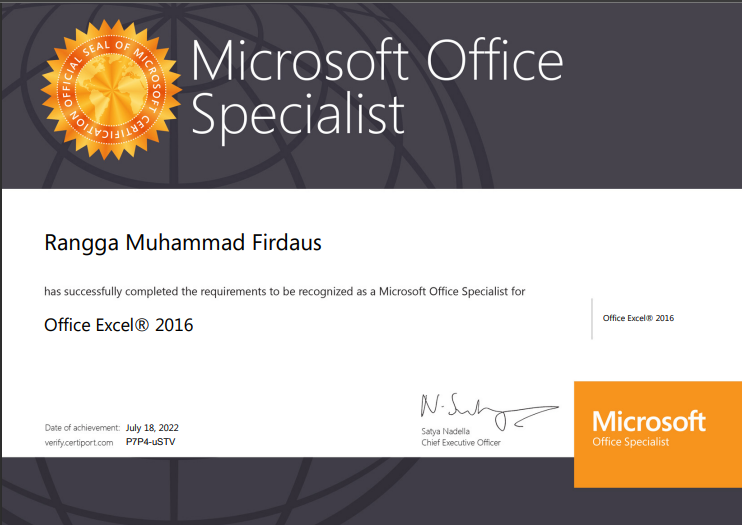 OFFICIAL SEAL OF MICROSOFT CERTIFICATION
Microsoft Office
Specialist
Rangga Muhammad Firdaus
has successfully completed the requirements to be recognized as a Microsoft Office Specialist for
Office Excel® 2016
Office Excel® 2016
Date of achievement: July 18, 2022
verify.certiport.com P7P4-uSTV
Satya Nadella
Chief Executive Officer
Microsoft
Office Specialist